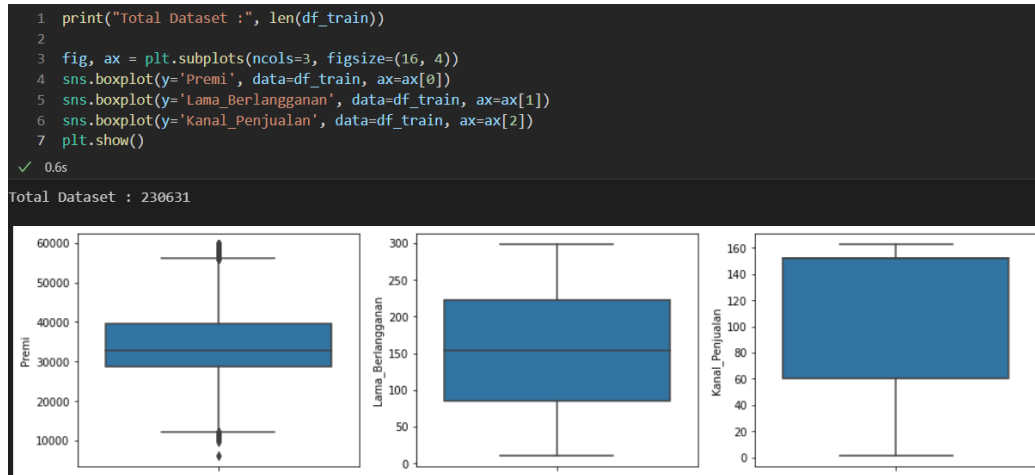 1 print("Total Dataset :", len(df_train))
2
3 fig, ax = plt.subplots(ncols=3, figsize=(16, 4))
4 sns.boxplot(y='Premi', data=df_train, ax=ax[0])
5 sns.boxplot(y='Lama_Berlangganan', data=df_train, ax=ax[1])
6 sns.boxplot(y='Kanal_Penjualan', data=df_train, ax=ax[2])
7 plt.show()
✓ 0.6s
Total Dataset : 230631
Premi
60000
50000
40000
30000
20000
10000
Lama_Berlangganan
300
250
200
150
100
50
0
Kanal_Penjualan
160
140
120
100
80
60
40
20
0